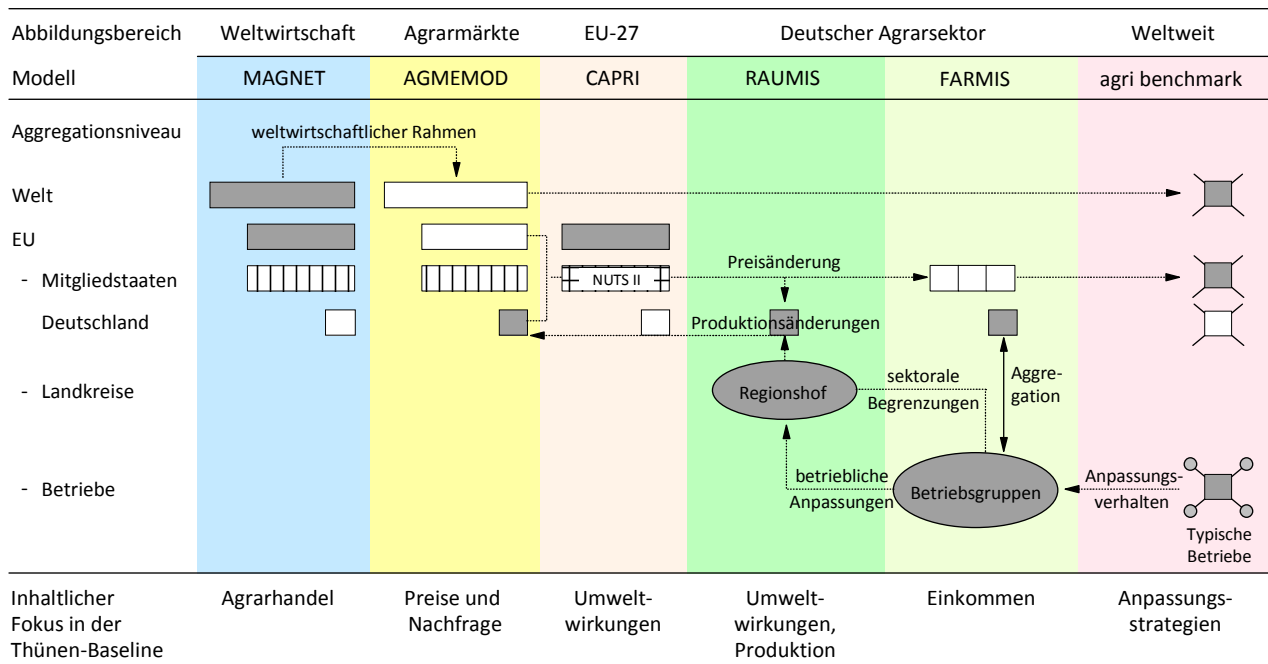 Abbildungsbereich Weltwirtschaft Agrarmärkte EU-27 Deutscher Agrarsektor Weltweit
Modell MAGNET AGMEMOD CAPRI RAUMIS FARMIS agri benchmark
Aggregationsniveau weltwirtschaftlicher Rahmen
Welt
EU
- Mitgliedstaaten NUTS II Preisänderung
Deutschland Produktionsänderungen
- Landkreise Regionshof sektorale
Begrenzungen
Aggre-
gation
- Betriebe betriebliche
Anpassungen
Betriebsgruppen
Anpassungs-
verhalten
Typische
Betriebe
Inhaltlicher
Fokus in der
Thünen-Baseline
Agrarhandel
Preise und
Nachfrage
Umwelt-
wirkungen
Umwelt-
wirkungen,
Produktion
Einkommen
Anpassungs-
strategien